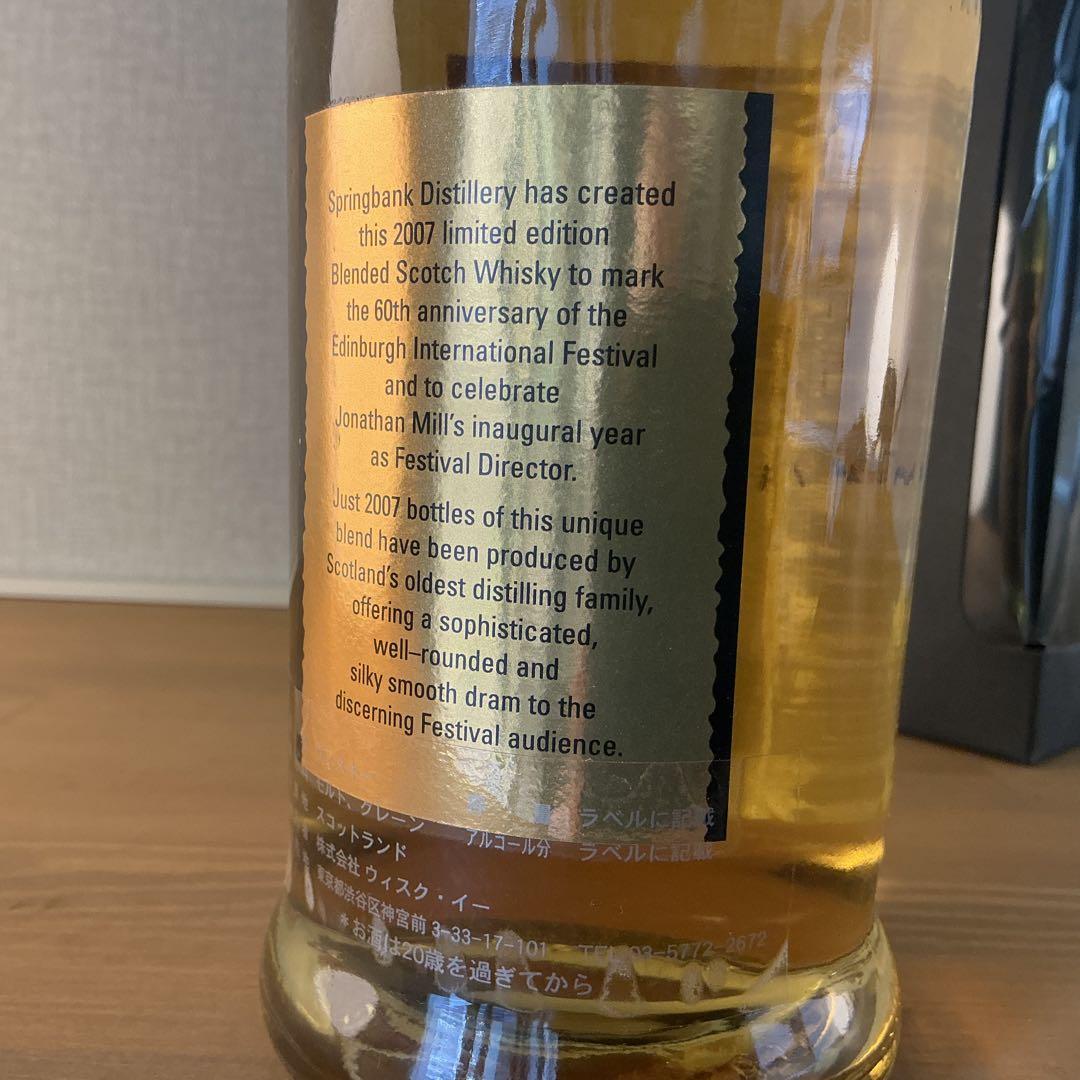 Springbank Distillery has created
this 2007 limited edition
Blended Scotch Whisky to mark
the 60th anniversary of the
Edinburgh International Festival
and to celebrate
Jonathan Mill's inaugural year
as Festival Director.
Just 2007 bottles of this unique
blend have been produced by
Scotland's oldest distilling family,
offering a sophisticated,
well–rounded and
silky smooth dram to the
discerning Festival audience.
モルト、グレーン ラベルに記載
スコットランド アルコール分 ラベルに記載
株式会社 ウィスク・イー
東京都渋谷区神宮前 3-33-17-101 TEL 03-5772-2672
*お酒は20歳を過ぎてから